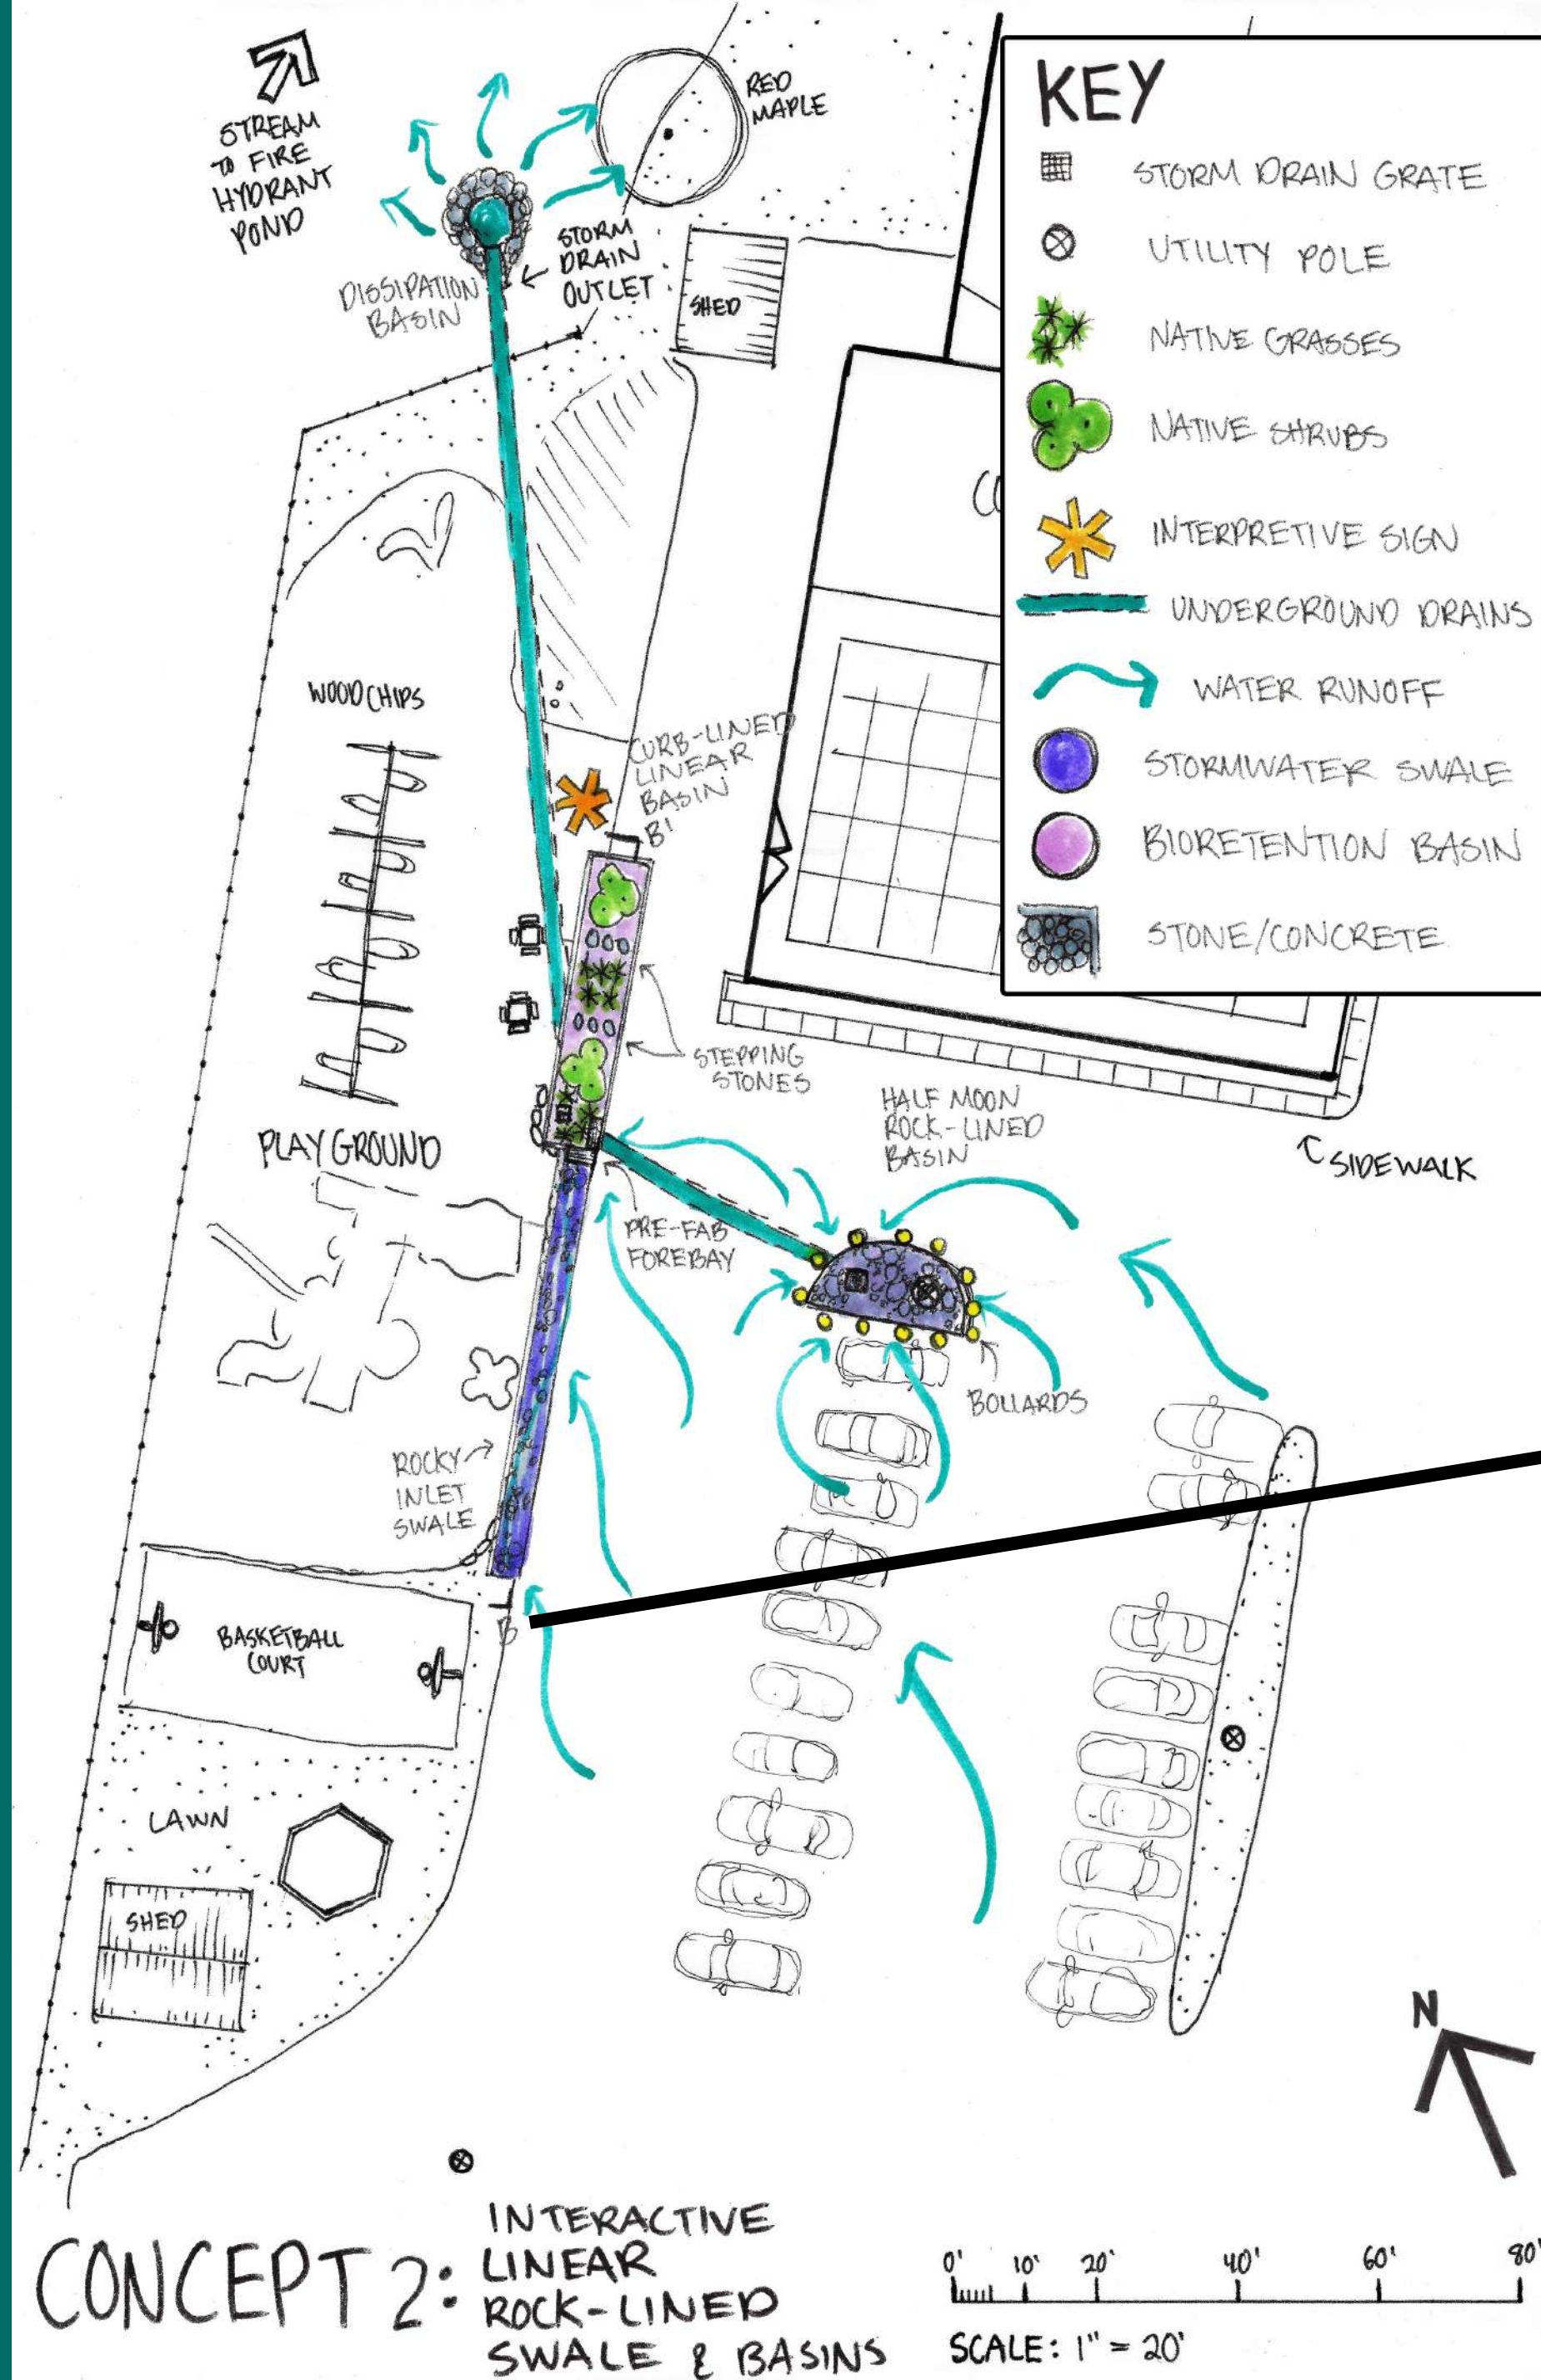 STREAM
TO FIRE
HYDRANT
POND
RED
MAPLE
STORM
DRAIN
OUTLET
DISSIPATION
BASIN
SHED
KEY
STORM DRAIN GRATE
UTILITY POLE
NATIVE GRASSES
NATIVE SHRUBS
INTERPRETIVE SIGN
UNDERGROUND DRAINS
WATER RUNOFF
STORMWATER SWALE
BIORETENTION BASIN
STONE/CONCRETE
WOODCHIPS
CURB-LINED
LINEAR
BASIN
B'
STEPPING
STONES
PLAYGROUND
HALF MOON
ROCK-LINED
BASIN
SIDEWALK
PRE-FAB
FOREBAY
BOLLARDS
ROCKY
INLET
SWALE
B
BASKETBALL
COURT
LAWN
SHED
N
CONCEPT 2:
INTERACTIVE
LINEAR
ROCK-LINED
SWALE & BASINS
0' 10' 20' 40' 60' 80'
SCALE: 1" = 20'